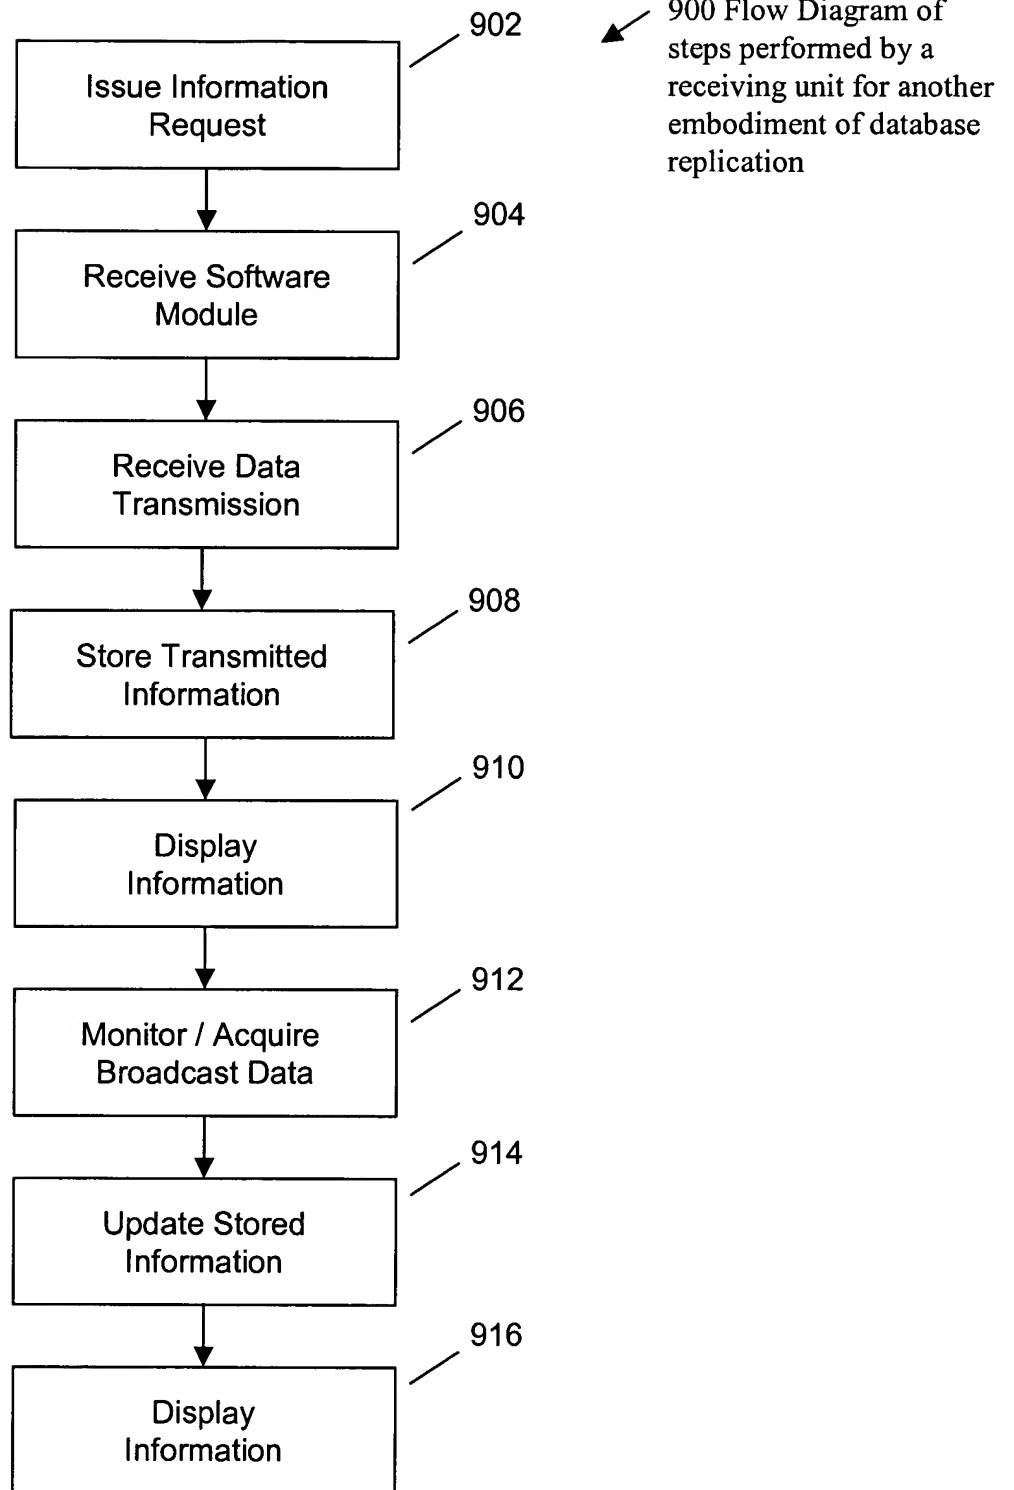 902
900 Flow Diagram of
steps performed by a
receiving unit for another
embodiment of database
replication
Issue Information
Request
904
Receive Software
Module
906
Receive Data
Transmission
908
Store Transmitted
Information
910
Display
Information
912
Monitor / Acquire
Broadcast Data
914
Update Stored
Information
916
Display
Information